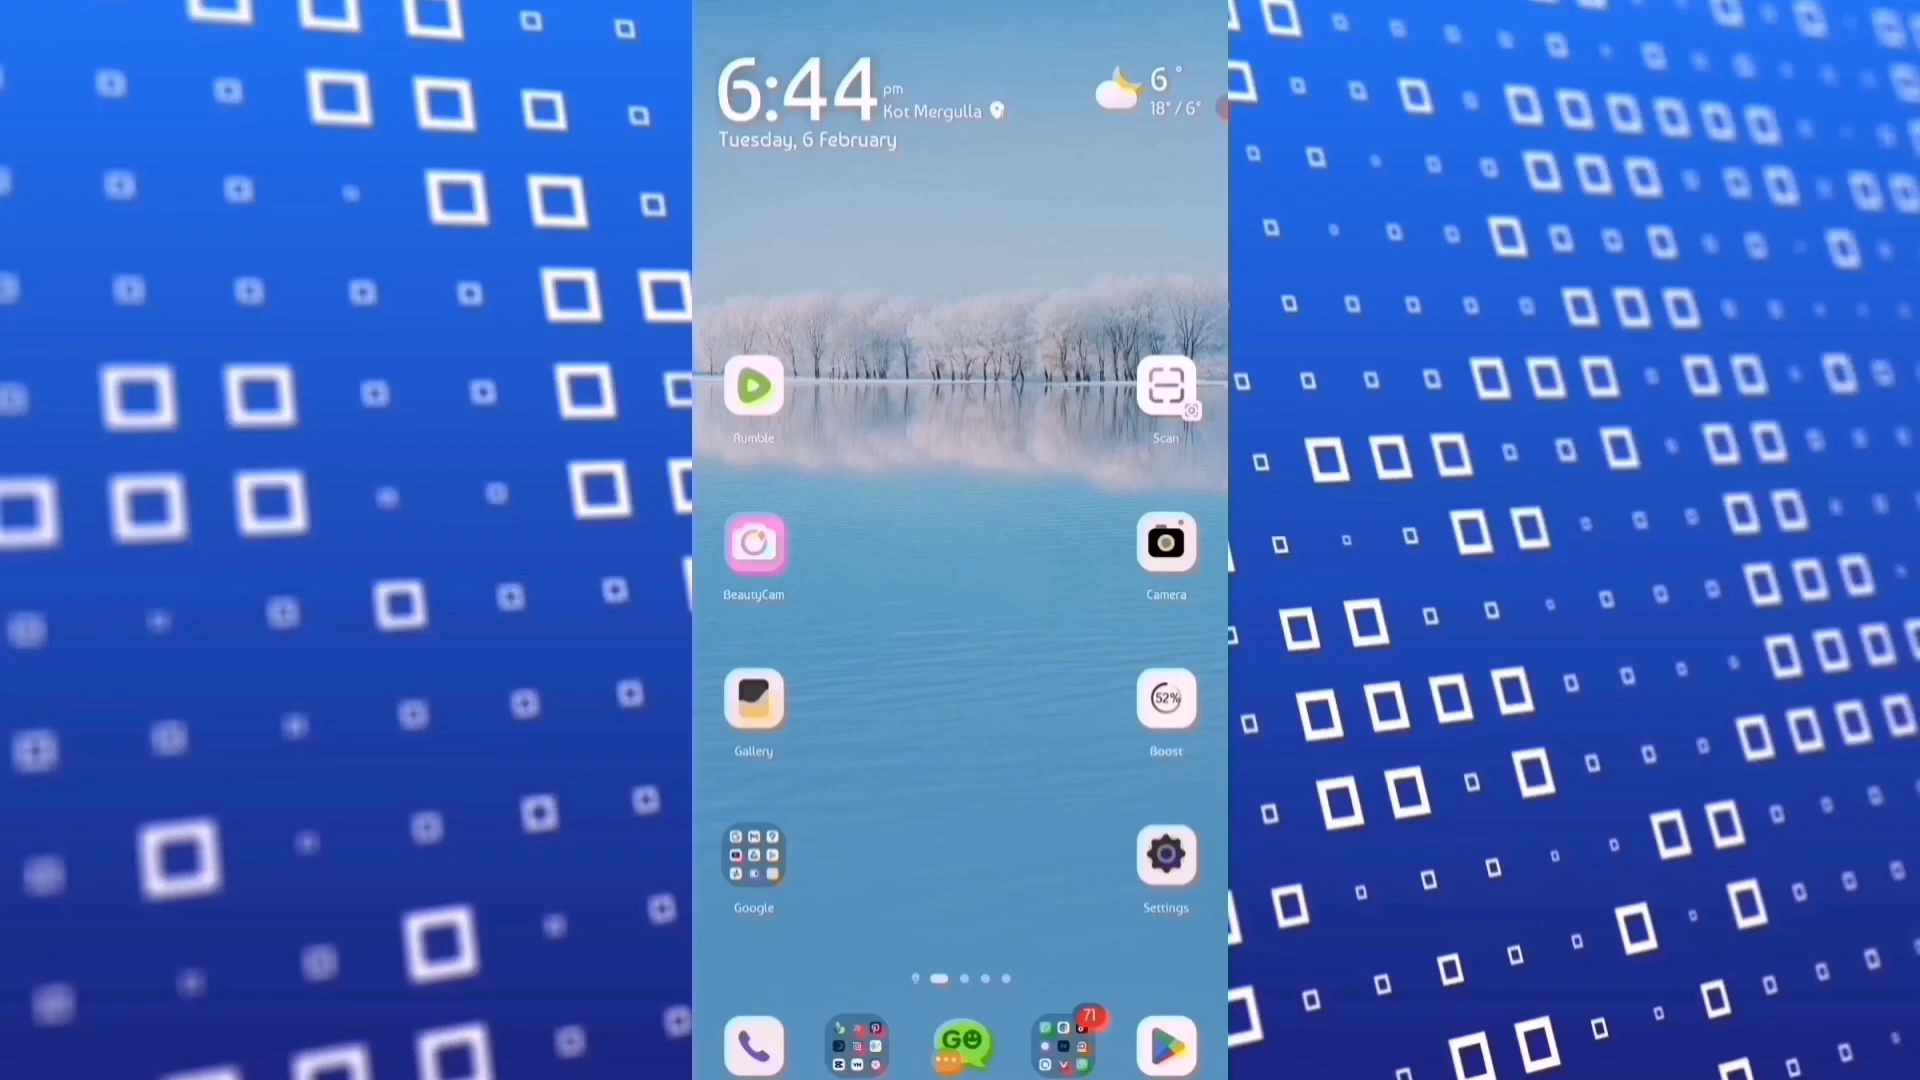 6:44 pm
Kot Mergulla
Tuesday, 6 February
6°
18° / 6°
Rumble
Scan
BeautyCam
Camera
Gallery
52%
Boost
Google
Settings
GO
71